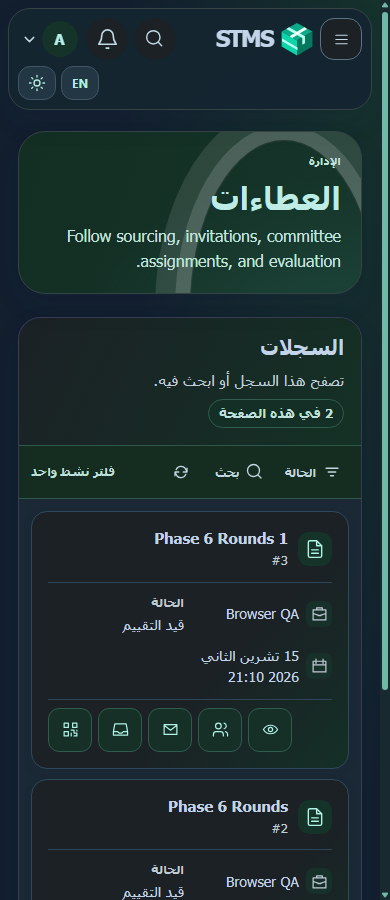 STMS
A
EN
الإدارة
العطاءات
Follow sourcing, invitations, committee
assignments, and evaluation.
السجلات
تصفح هذا السجل أو ابحث فيه.
2 في هذه الصفحة
الحالة
بحث
فلتر نشط واحد
Phase 6 Rounds 1
#3
Browser QA
الحالة
قيد التقييم
15 تشرين الثاني
2026 21:10
Phase 6 Rounds
#2
Browser QA
الحالة
قيد التقييم